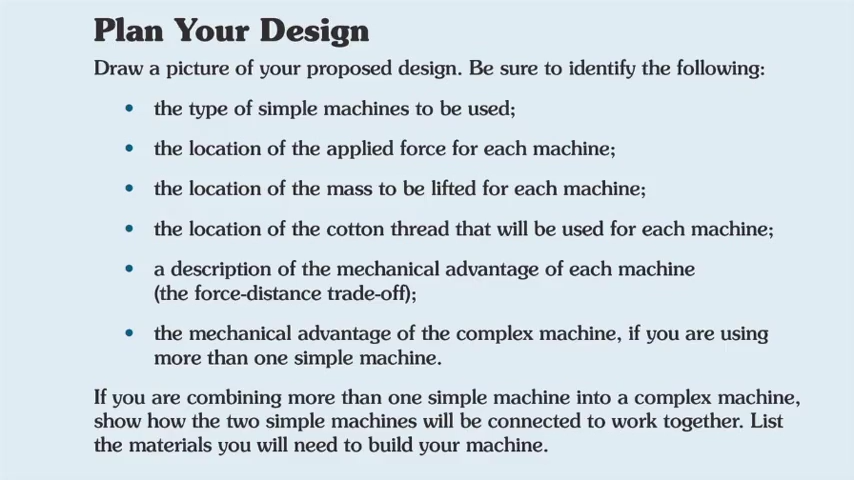 Plan Your Design
Draw a picture of your proposed design. Be sure to identify the following:
• the type of simple machines to be used;
• the location of the applied force for each machine;
• the location of the mass to be lifted for each machine;
• the location of the cotton thread that will be used for each machine;
• a description of the mechanical advantage of each machine
(the force-distance trade-off);
• the mechanical advantage of the complex machine, if you are using
more than one simple machine.
If you are combining more than one simple machine into a complex machine,
show how the two simple machines will be connected to work together. List
the materials you will need to build your machine.